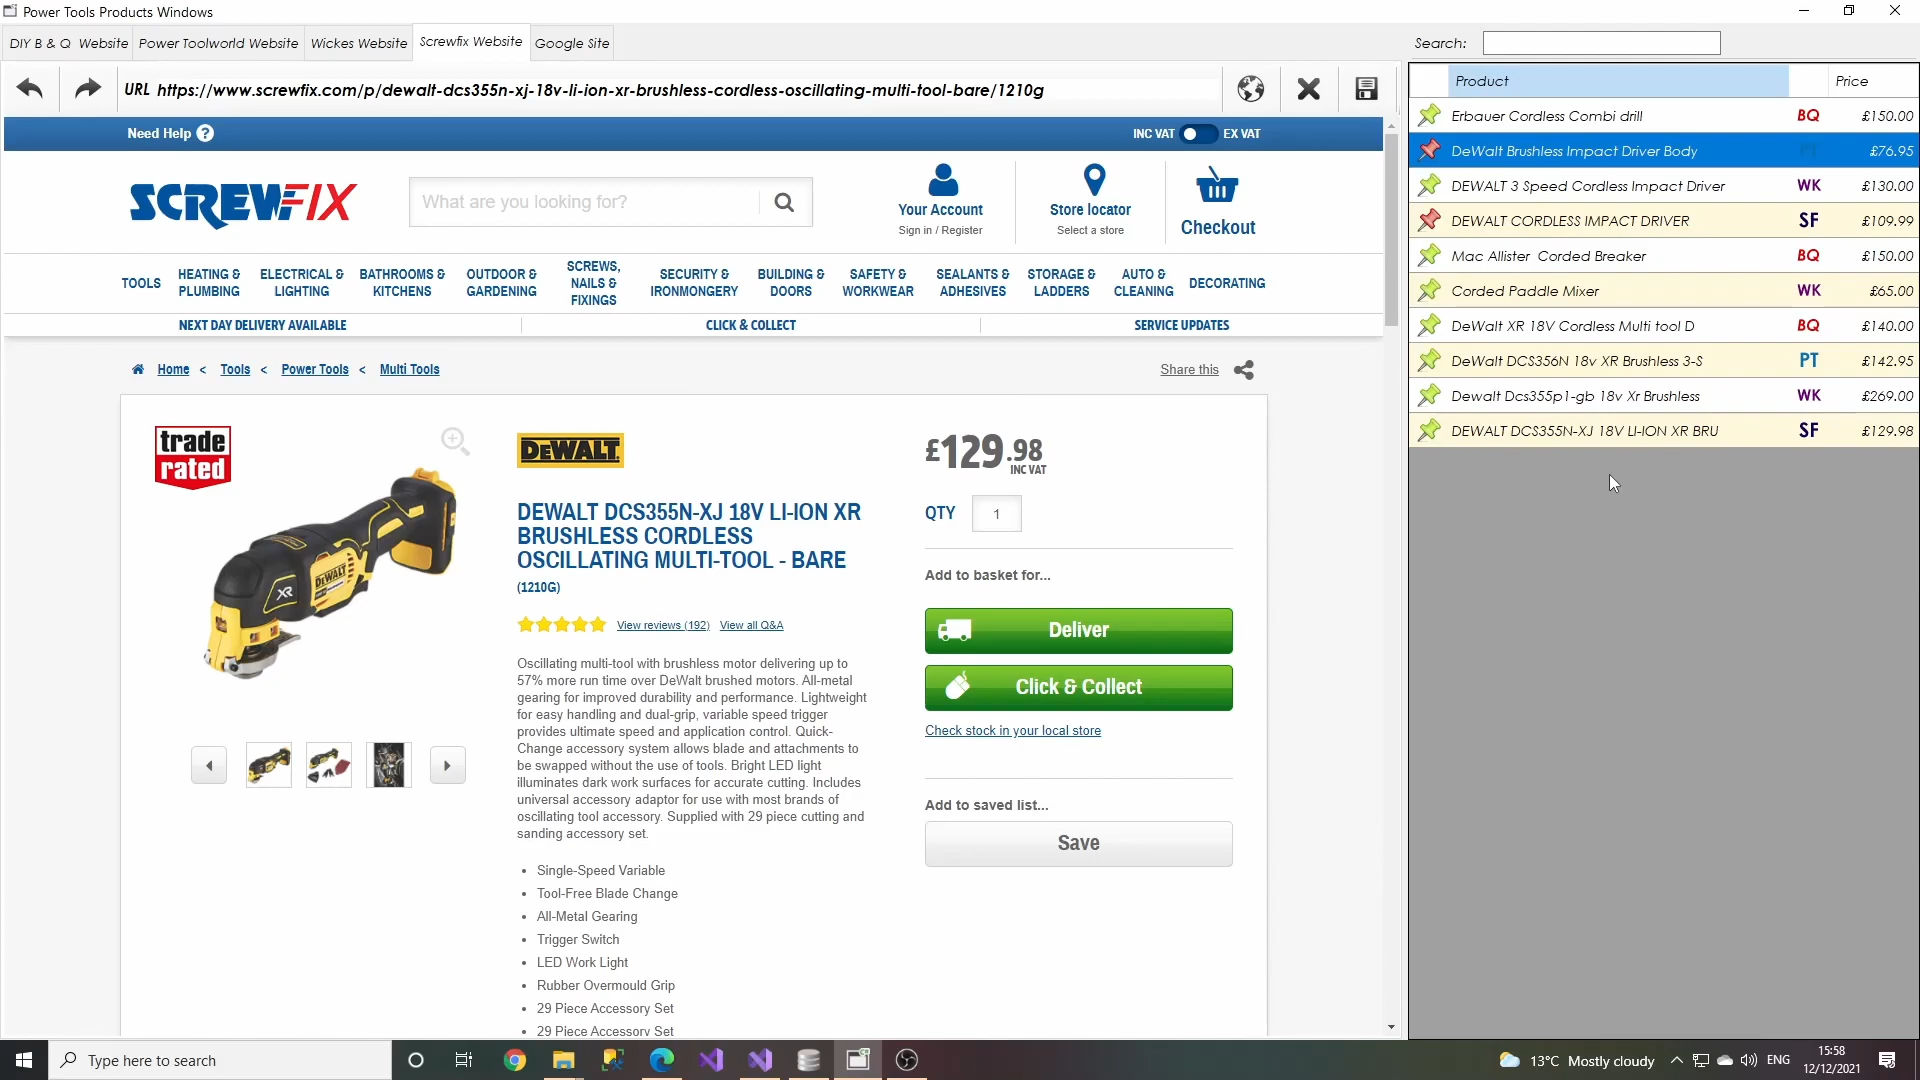 Power Tools Products Windows
DIY B & Q Website
Power Toolworld Website
Wickes Website
Screwfix Website
Google Site
Search:
URL https://www.screwfix.com/p/dewalt-dcs355n-xj-18v-li-ion-xr-brushless-cordless-oscillating-multi-tool-bare/1210g
Product Price
Erbauer Cordless Combi drill BQ £150.00
DeWalt Brushless Impact Driver Body PT £76.95
DEWALT 3 Speed Cordless Impact Driver WK £130.00
DEWALT CORDLESS IMPACT DRIVER SF £109.99
Mac Allister Corded Breaker BQ £150.00
Corded Paddle Mixer WK £65.00
DeWalt XR 18V Cordless Multi tool D BQ £140.00
DeWalt DCS356N 18v XR Brushless 3-S PT £142.95
Dewalt Dcs355p1-gb 18v Xr Brushless WK £269.00
DEWALT DCS355N-XJ 18V LI-ION XR BRU SF £129.98
Need Help ?
INC VAT EX VAT
SCREWFIX
What are you looking for?
Your Account
Sign in / Register
Store locator
Select a store
Checkout
TOOLS
HEATING &
PLUMBING
ELECTRICAL &
LIGHTING
BATHROOMS &
KITCHENS
OUTDOOR &
GARDENING
SCREWS,
NAILS &
FIXINGS
SECURITY &
IRONMONGERY
BUILDING &
DOORS
SAFETY &
WORKWEAR
SEALANTS &
ADHESIVES
STORAGE &
LADDERS
AUTO &
CLEANING
DECORATING
NEXT DAY DELIVERY AVAILABLE
CLICK & COLLECT
SERVICE UPDATES
Home < Tools < Power Tools < Multi Tools
Share this
trade
rated
XR
DEWALT
DEWALT
DEWALT DCS355N-XJ 18V LI-ION XR
BRUSHLESS CORDLESS
OSCILLATING MULTI-TOOL - BARE
(1210G)
View reviews (192) View all Q&A
Oscillating multi-tool with brushless motor delivering up to
57% more run time over DeWalt brushed motors. All-metal
gearing for improved durability and performance. Lightweight
for easy handling and dual-grip, variable speed trigger
provides ultimate speed and application control. Quick-
Change accessory system allows blade and attachments to
be swapped without the use of tools. Bright LED light
illuminates dark work surfaces for accurate cutting. Includes
universal accessory adaptor for use with most brands of
oscillating tool accessory. Supplied with 29 piece cutting and
sanding accessory set.
• Single-Speed Variable
• Tool-Free Blade Change
• All-Metal Gearing
• Trigger Switch
• LED Work Light
• Rubber Overmould Grip
• 29 Piece Accessory Set
• 29 Piece Accessory Set
£129.98
INC VAT
QTY 1
Add to basket for...
Deliver
Click & Collect
Check stock in your local store
Add to saved list...
Save
Type here to search
13°C Mostly cloudy
ENG
15:58
12/12/2021